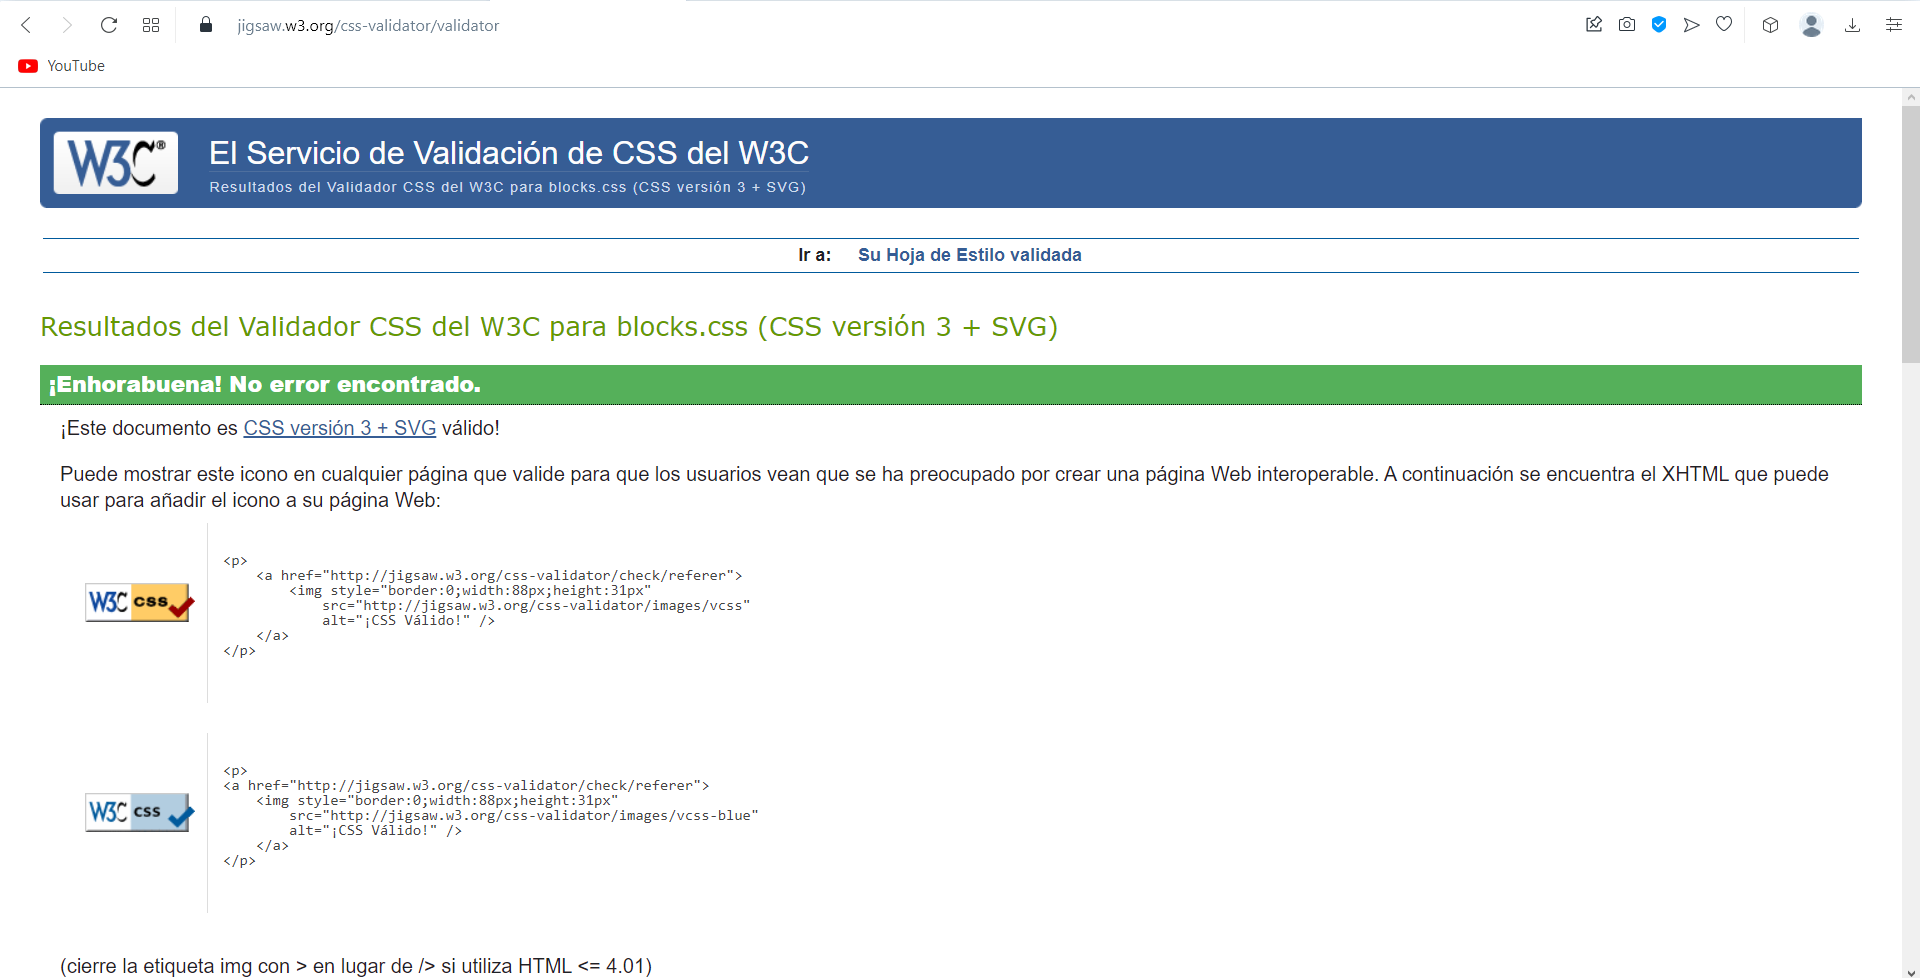 jigsaw.w3.org/css-validator/validator
YouTube
W3C®
El Servicio de Validación de CSS del W3C
Resultados del Validador CSS del W3C para blocks.css (CSS versión 3 + SVG)
Ir a: Su Hoja de Estilo validada
Resultados del Validador CSS del W3C para blocks.css (CSS versión 3 + SVG)
¡Enhorabuena! No error encontrado.
¡Este documento es CSS versión 3 + SVG válido!
Puede mostrar este icono en cualquier página que valide para que los usuarios vean que se ha preocupado por crear una página Web interoperable. A continuación se encuentra el XHTML que puede
usar para añadir el icono a su página Web:
W3C css
<p>
<a href="http://jigsaw.w3.org/css-validator/check/referer">
<img style="border:0;width:88px;height:31px"
src="http://jigsaw.w3.org/css-validator/images/vcss"
alt="¡CSS Válido!" />
</a>
</p>
W3C css
<p>
<a href="http://jigsaw.w3.org/css-validator/check/referer">
<img style="border:0;width:88px;height:31px"
src="http://jigsaw.w3.org/css-validator/images/vcss-blue"
alt="¡CSS Válido!" />
</a>
</p>
(cierre la etiqueta img con > en lugar de /> si utiliza HTML <= 4.01)